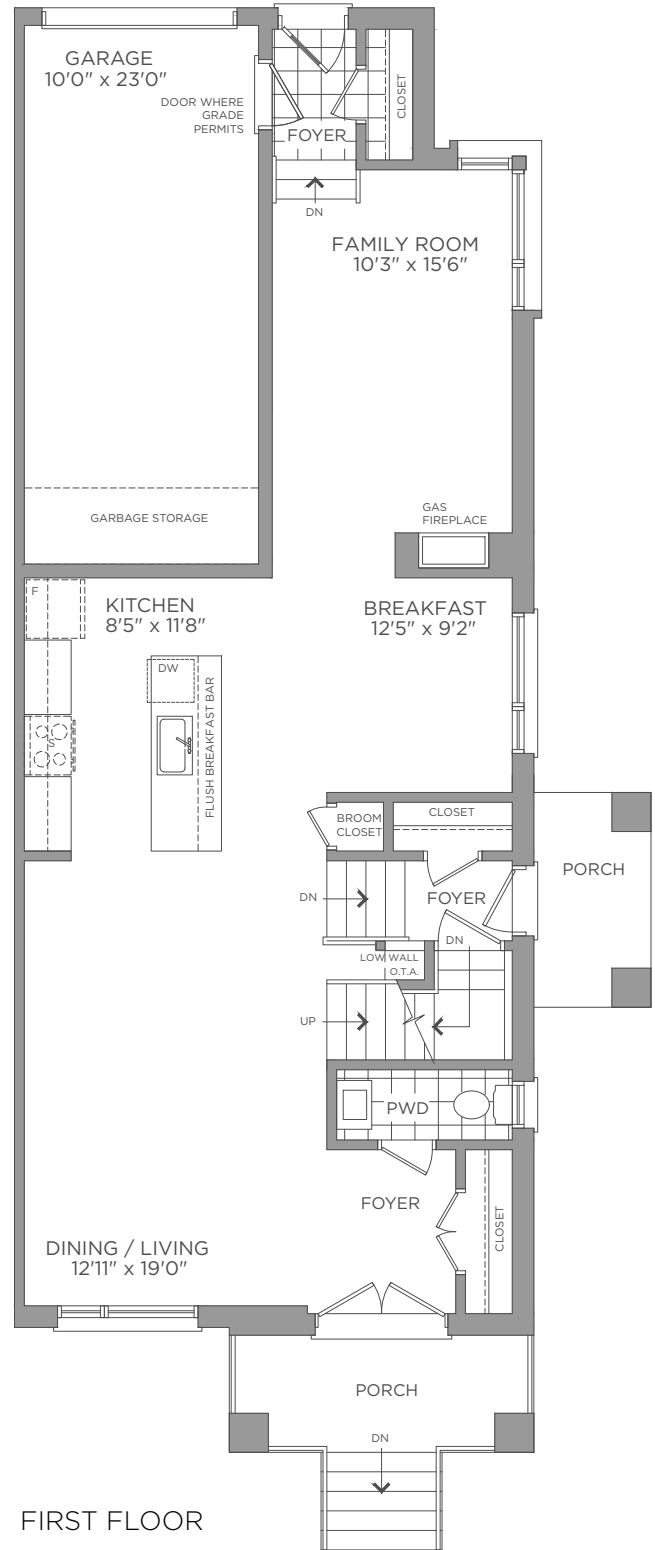 GARAGE
10'0" x 23'0"
DOOR WHERE
GRADE
PERMITS
FOYER
CLOSET
DN
FAMILY ROOM
10'3" x 15'6"
GARBAGE STORAGE
GAS
FIREPLACE
F
KITCHEN
8'5" x 11'8"
BREAKFAST
12'5" x 9'2"
DW
S
FLUSH BREAKFAST BAR
BROOM
CLOSET
CLOSET
PORCH
DN
FOYER
DN
LOW WALL
O.T.A.
UP
PWD
FOYER
CLOSET
DINING / LIVING
12'11" x 19'0"
PORCH
DN
FIRST FLOOR